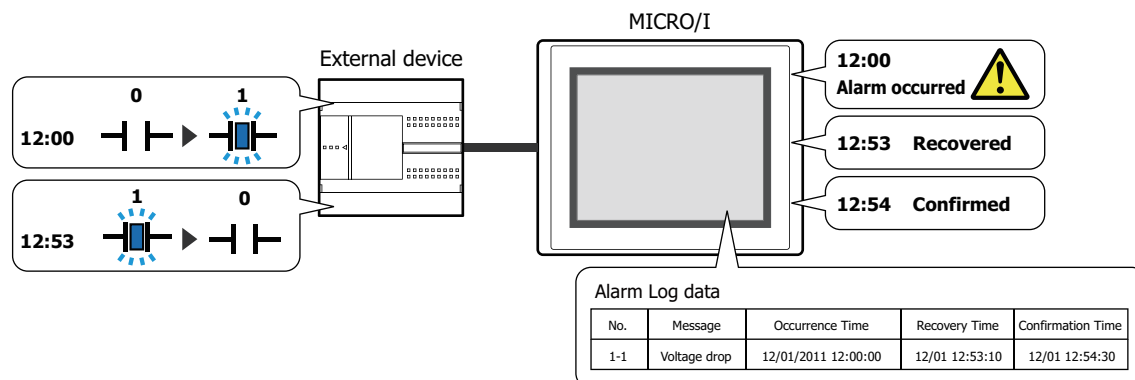 MICRO/I
External device
0 1
12:00
1 0
12:53
12:00
Alarm occurred
12:53 Recovered
12:54 Confirmed
Alarm Log data
No. Message Occurrence Time Recovery Time Confirmation Time
1-1 Voltage drop 12/01/2011 12:00:00 12/01 12:53:10 12/01 12:54:30